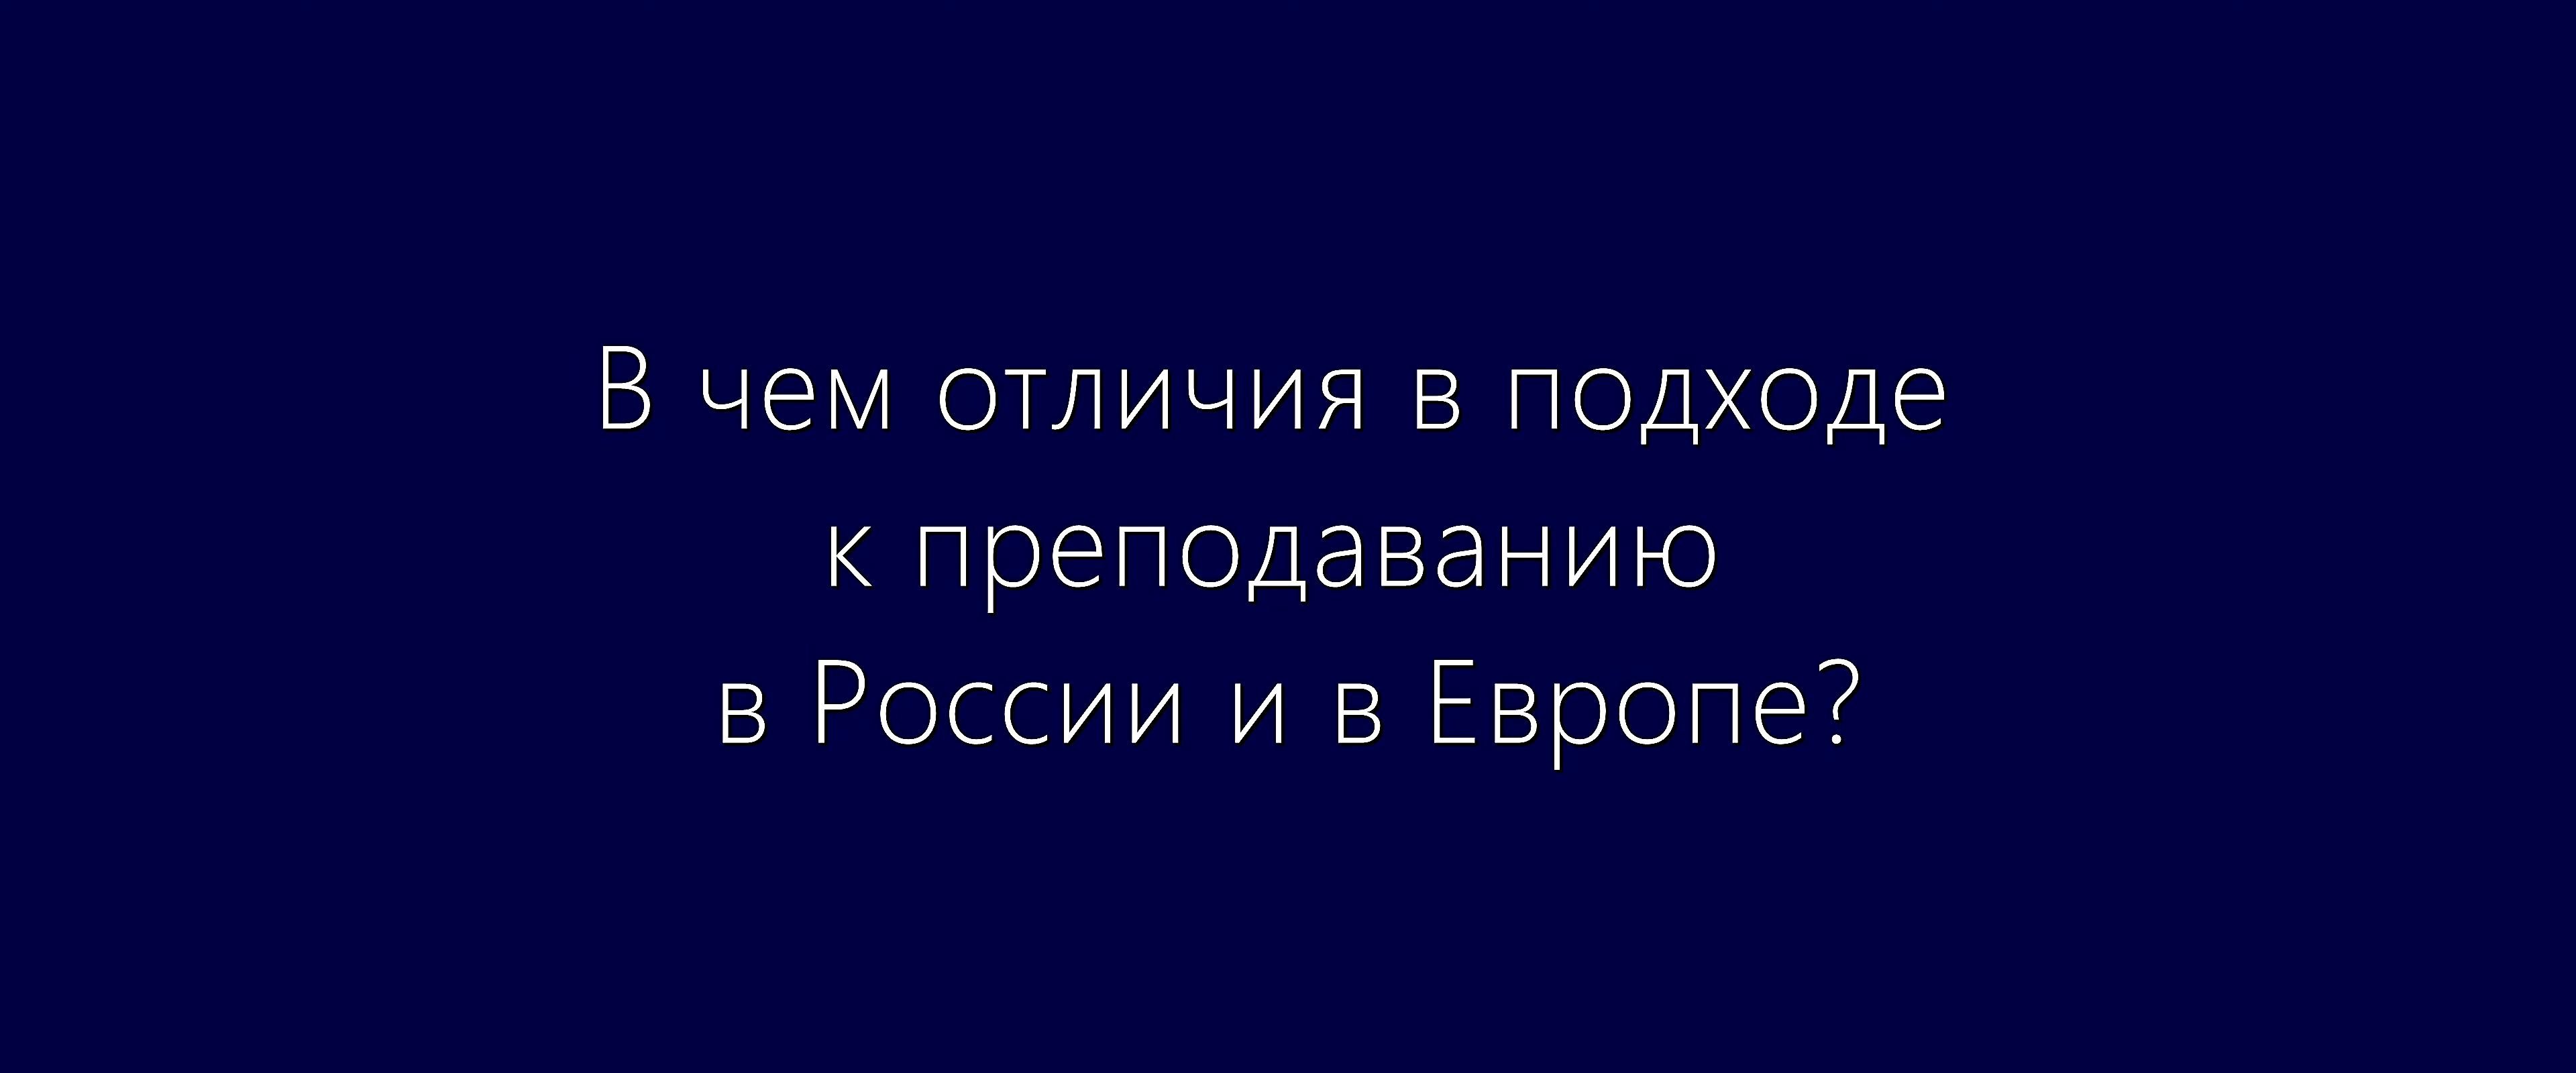 В чем отличия в подходе
к преподаванию
в России и в Европе?